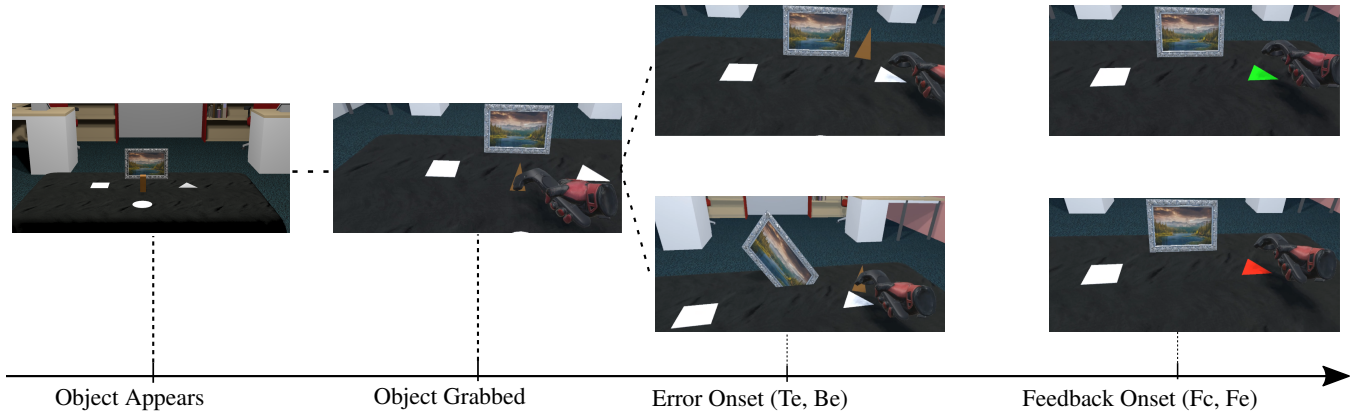 Object Appears
Object Grabbed
Error Onset (Te, Be)
Feedback Onset (Fc, Fe)